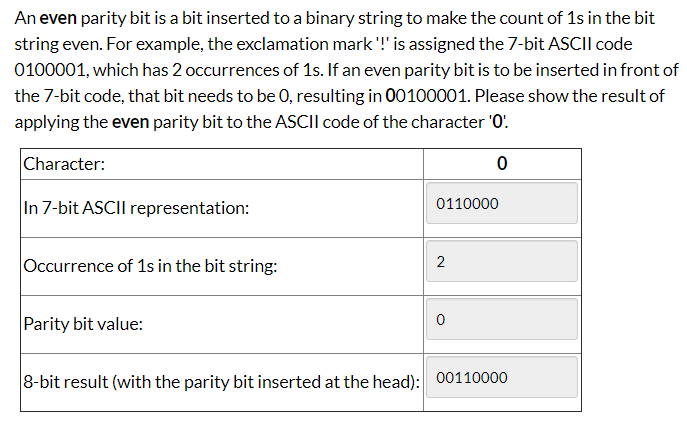 An even parity bit is a bit inserted to a binary string to make the count of 1s in the bit
string even. For example, the exclamation mark '!' is assigned the 7-bit ASCII code
0100001, which has 2 occurrences of 1s. If an even parity bit is to be inserted in front of
the 7-bit code, that bit needs to be 0, resulting in 00100001. Please show the result of
applying the even parity bit to the ASCII code of the character '0'.
Character: 0
In 7-bit ASCII representation: 0110000
Occurrence of 1s in the bit string: 2
Parity bit value: 0
8-bit result (with the parity bit inserted at the head): 00110000